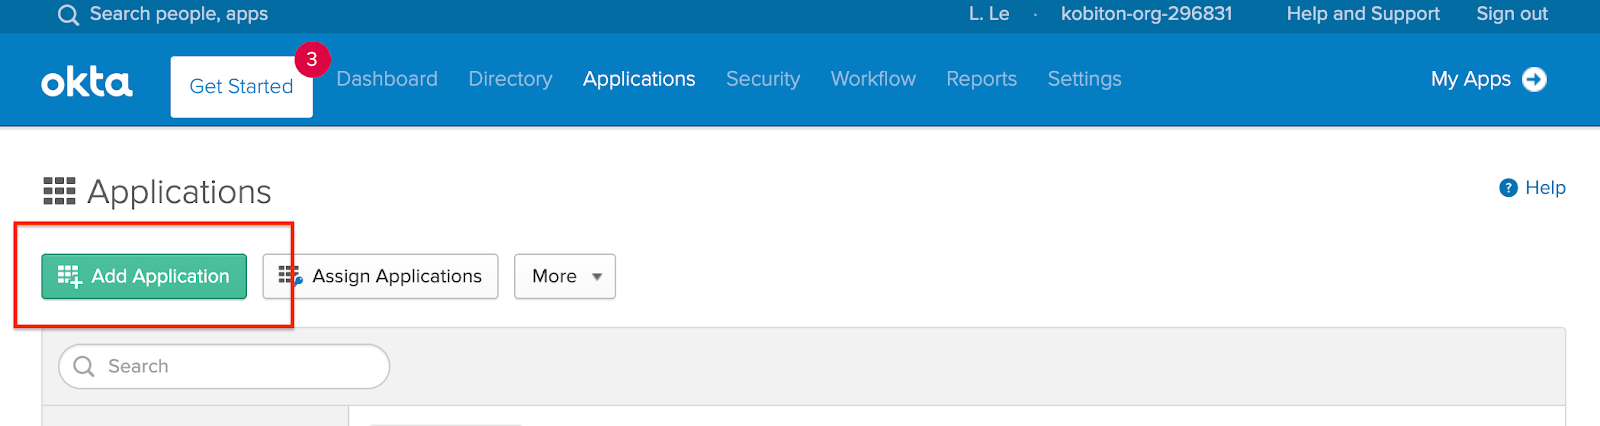 Search people, apps
L. Le · kobiton-org-296831 Help and Support Sign out
okta Get Started 3 Dashboard Directory Applications Security Workflow Reports Settings My Apps
Applications
? Help
Add Application Assign Applications More
Search